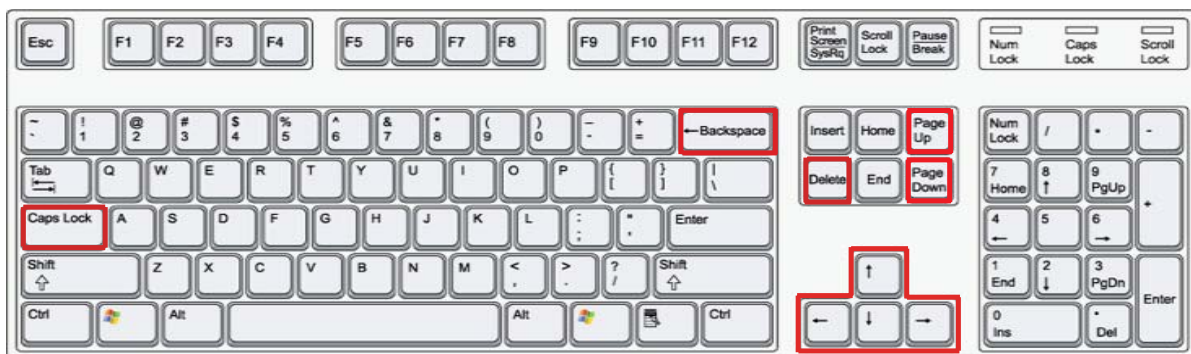 Esc F1 F2 F3 F4 F5 F6 F7 F8 F9 F10 F11 F12 Print Screen SysRq Scroll Lock Pause Break Num Lock Caps Lock Scroll Lock
~ ` ! 1 @ 2 # 3 $ 4 % 5 ^ 6 & 7 * 8 ( 9 ) 0 – - + = ←Backspace Insert Home Page Up Num Lock / * -
Tab Q W E R T Y U I O P { [ } ] | \ Delete End Page Down 7 Home 8 ↑ 9 PgUp +
Caps Lock A S D F G H J K L : ; " ' Enter 4 ← 5 6 →
Shift Z X C V B N M < , > . ? / Shift ↑ 1 End 2 ↓ 3 PgDn Enter
Ctrl Alt Alt Ctrl ← ↓ → 0 Ins . Del